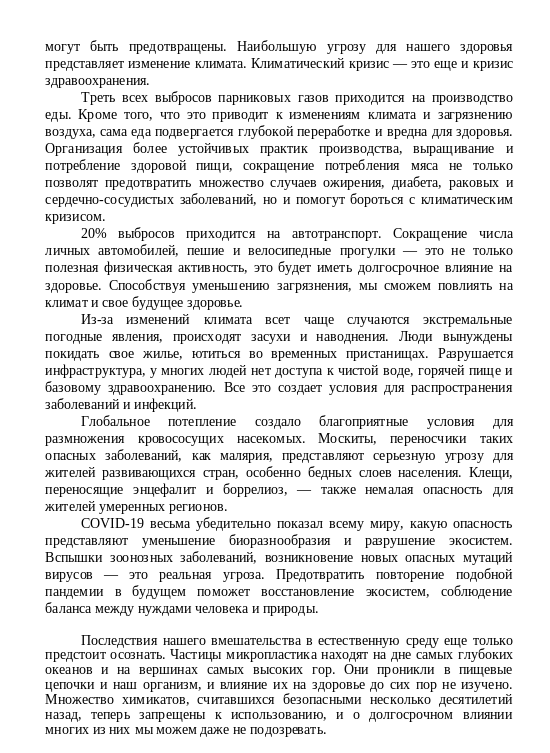 могут быть предотвращены. Наибольшую угрозу для нашего здоровья
представляет изменение климата. Климатический кризис — это еще и кризис
здравоохранения.
Треть всех выбросов парниковых газов приходится на производство
еды. Кроме того, что это приводит к изменениям климата и загрязнению
воздуха, сама еда подвергается глубокой переработке и вредна для здоровья.
Организация более устойчивых практик производства, выращивание и
потребление здоровой пищи, сокращение потребления мяса не только
позволят предотвратить множество случаев ожирения, диабета, раковых и
сердечно-сосудистых заболеваний, но и помогут бороться с климатическим
кризисом.
20% выбросов приходится на автотранспорт. Сокращение числа
личных автомобилей, пешие и велосипедные прогулки — это не только
полезная физическая активность, это будет иметь долгосрочное влияние на
здоровье. Способствуя уменьшению загрязнения, мы сможем повлиять на
климат и свое будущее здоровье.
Из-за изменений климата всет чаще случаются экстремальные
погодные явления, происходят засухи и наводнения. Люди вынуждены
покидать свое жилье, ютиться во временных пристанищах. Разрушается
инфраструктура, у многих людей нет доступа к чистой воде, горячей пище и
базовому здравоохранению. Все это создает условия для распространения
заболеваний и инфекций.
Глобальное потепление создало благоприятные условия для
размножения кровососущих насекомых. Москиты, переносчики таких
опасных заболеваний, как малярия, представляют серьезную угрозу для
жителей развивающихся стран, особенно бедных слоев населения. Клещи,
переносящие энцефалит и боррелиоз, — также немалая опасность для
жителей умеренных регионов.
COVID-19 весьма убедительно показал всему миру, какую опасность
представляют уменьшение биоразнообразия и разрушение экосистем.
Вспышки зоонозных заболеваний, возникновение новых опасных мутаций
вирусов — это реальная угроза. Предотвратить повторение подобной
пандемии в будущем поможет восстановление экосистем, соблюдение
баланса между нуждами человека и природы.
Последствия нашего вмешательства в естественную среду еще только
предстоит осознать. Частицы микропластика находят на дне самых глубоких
океанов и на вершинах самых высоких гор. Они проникли в пищевые
цепочки и наш организм, и влияние их на здоровье до сих пор не изучено.
Множество химикатов, считавшихся безопасными несколько десятилетий
назад, теперь запрещены к использованию, и о долгосрочном влиянии
многих из них мы можем даже не подозревать.